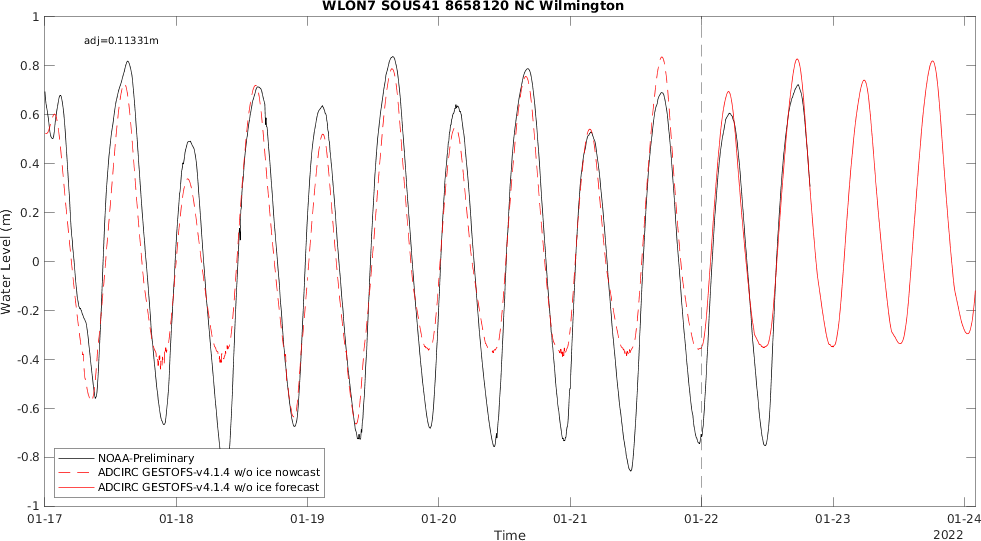 WLON7 SOUS41 8658120 NC Wilmington
adj=0.11331m
1
0.8
0.6
0.4
0.2
0
-0.2
-0.4
-0.6
-0.8
-1
Water Level (m)
NOAA-Preliminary
ADCIRC GESTOFS-v4.1.4 w/o ice nowcast
ADCIRC GESTOFS-v4.1.4 w/o ice forecast
01-17 01-18 01-19 01-20 01-21 01-22 01-23 01-24
Time
2022